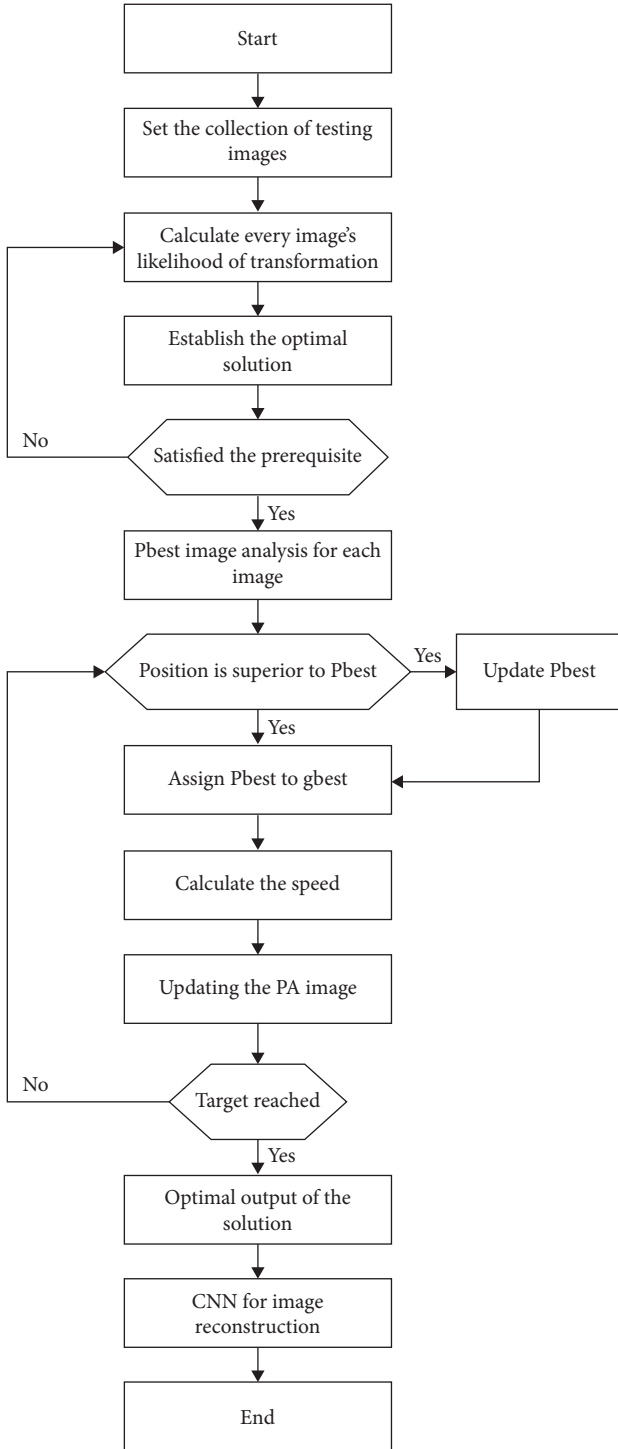 Start
Set the collection of testing
images
Calculate every image's
likelihood of transformation
Establish the optimal
solution
No
Satisfied the prerequisite
Yes
Pbest image analysis for each
image
Position is superior to Pbest
Yes
Update Pbest
Yes
Assign Pbest to gbest
Calculate the speed
Updating the PA image
No
Target reached
Yes
Optimal output of the
solution
CNN for image
reconstruction
End